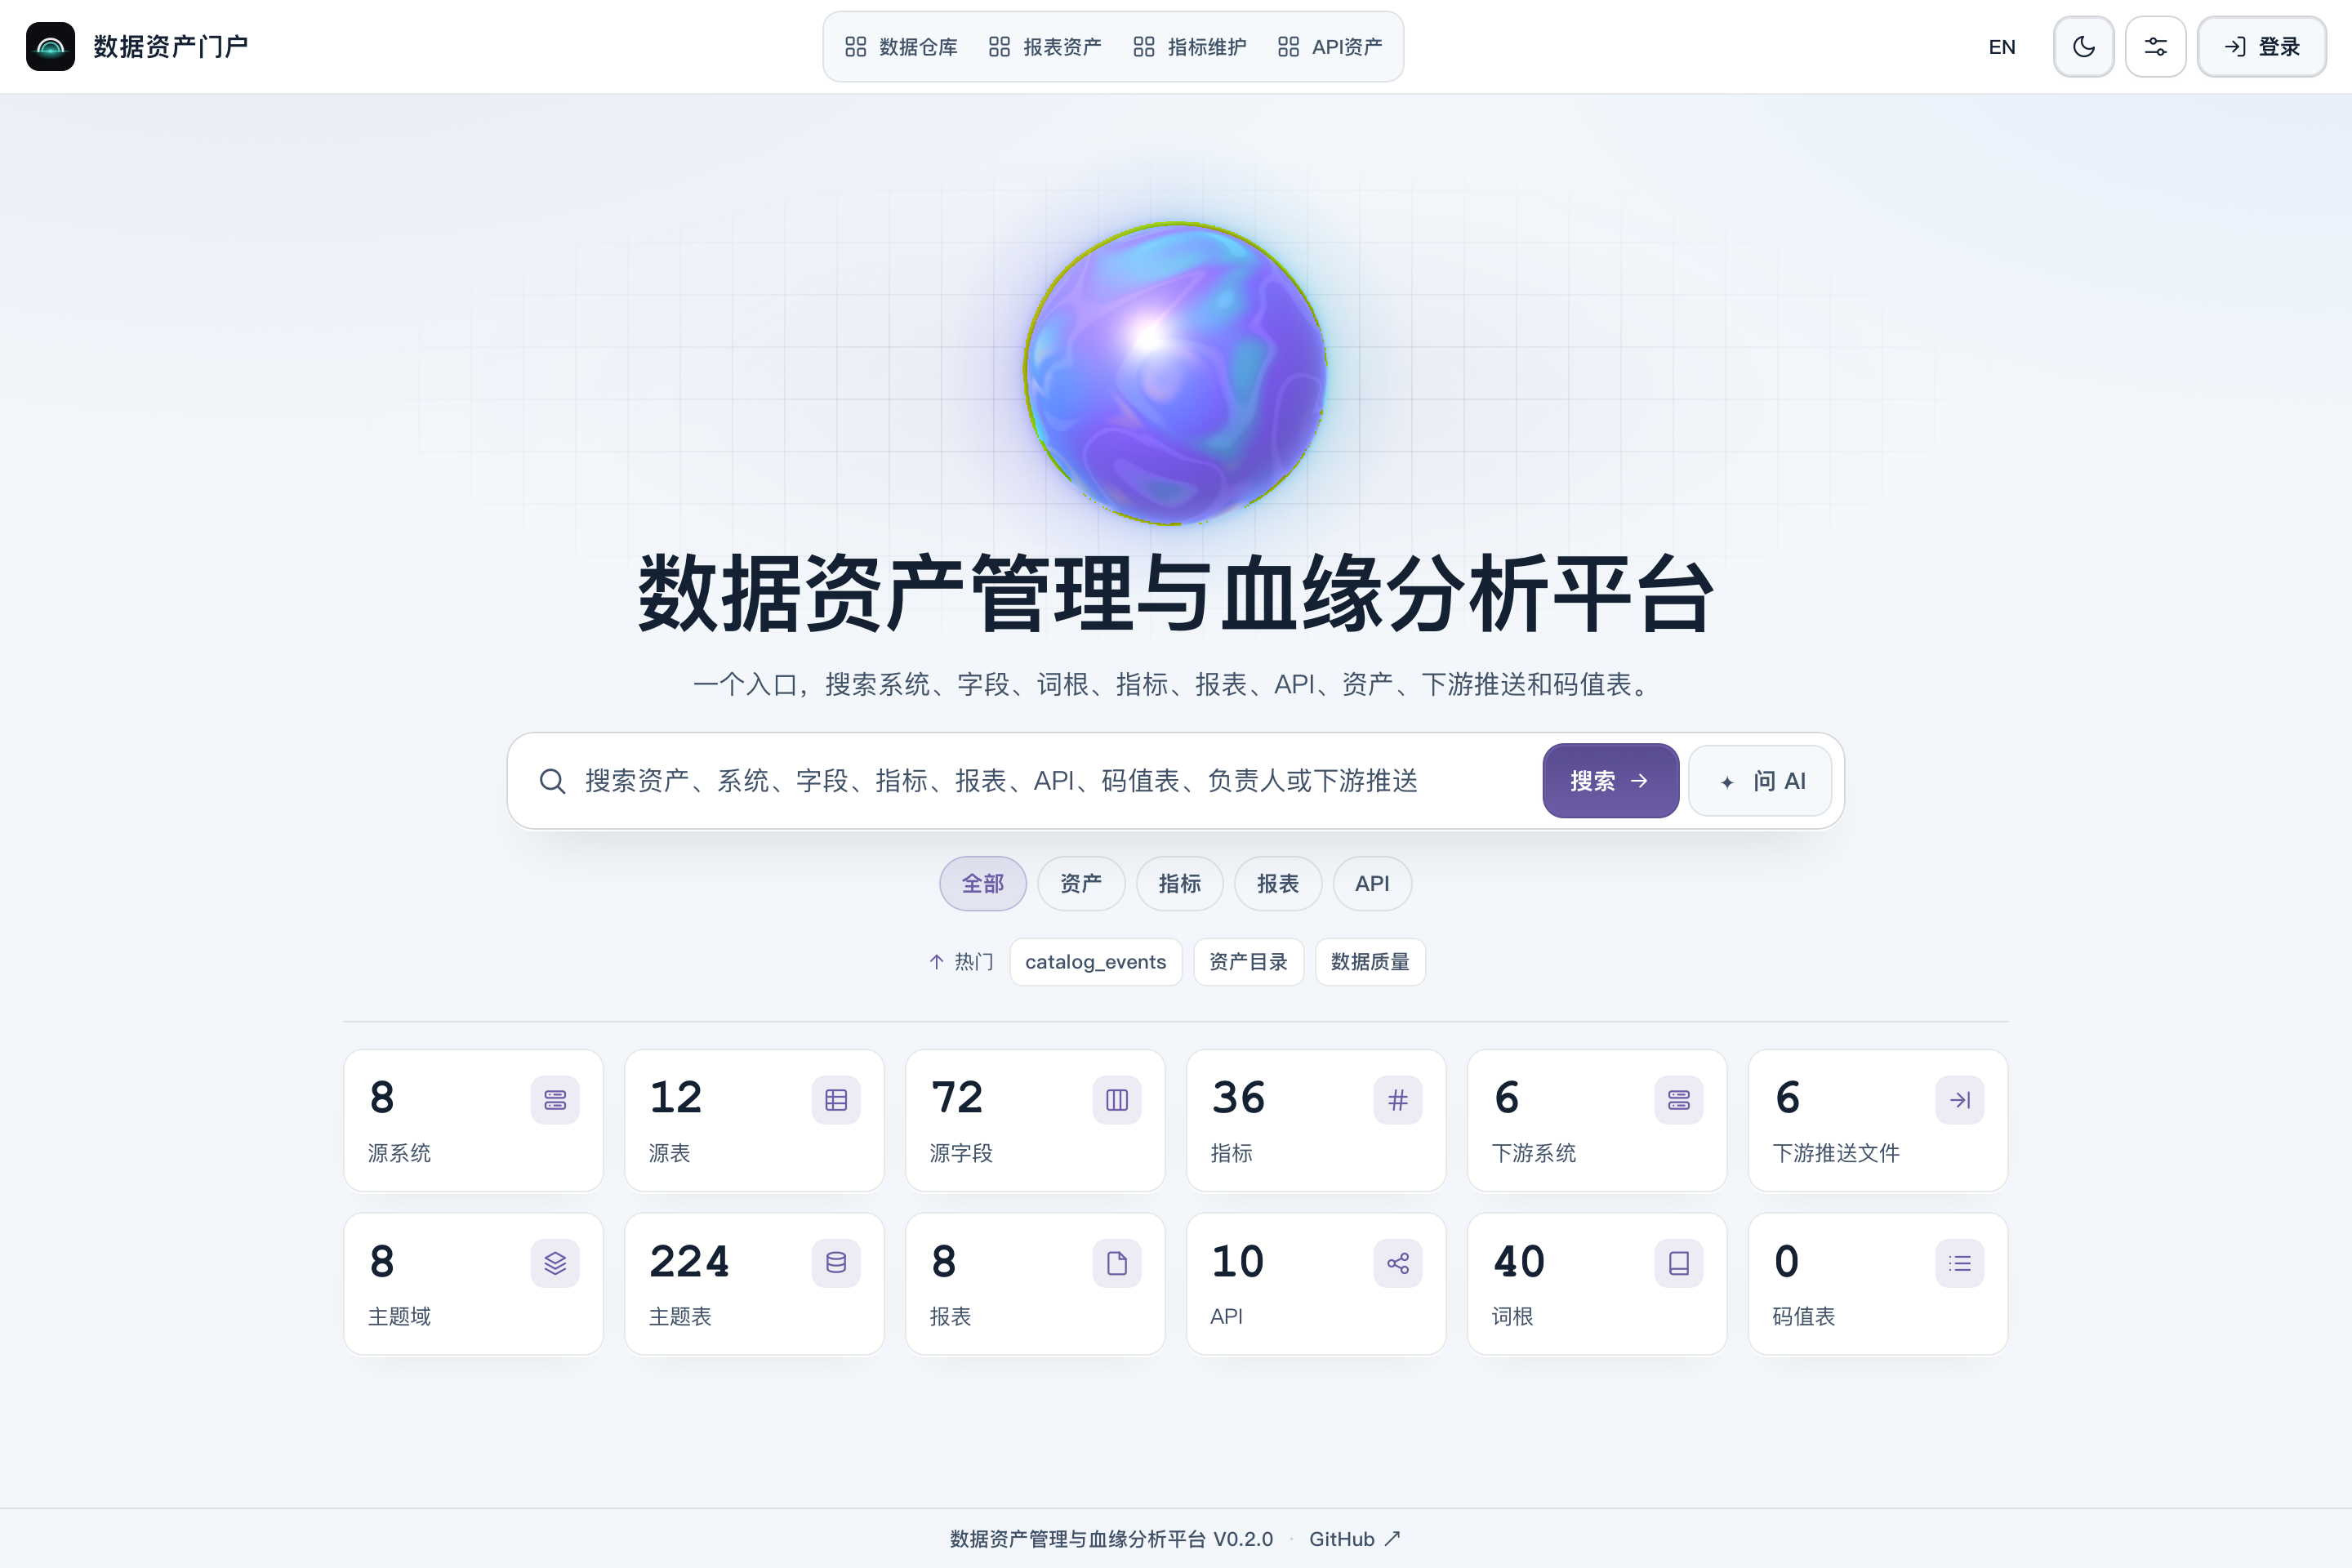 数据资产门户
数据仓库 报表资产 指标维护 API资产
EN
登录
数据资产管理与血缘分析平台
一个入口，搜索系统、字段、词根、指标、报表、API、资产、下游推送和码值表。
搜索资产、系统、字段、指标、报表、API、码值表、负责人或下游推送
搜索 →
问 AI
全部 资产 指标 报表 API
↑ 热门 catalog_events 资产目录 数据质量
8 12 72 36 6 6
源系统 源表 源字段 指标 下游系统 下游推送文件
8 224 8 10 40 0
主题域 主题表 报表 API 词根 码值表
数据资产管理与血缘分析平台 V0.2.0 · GitHub ↗